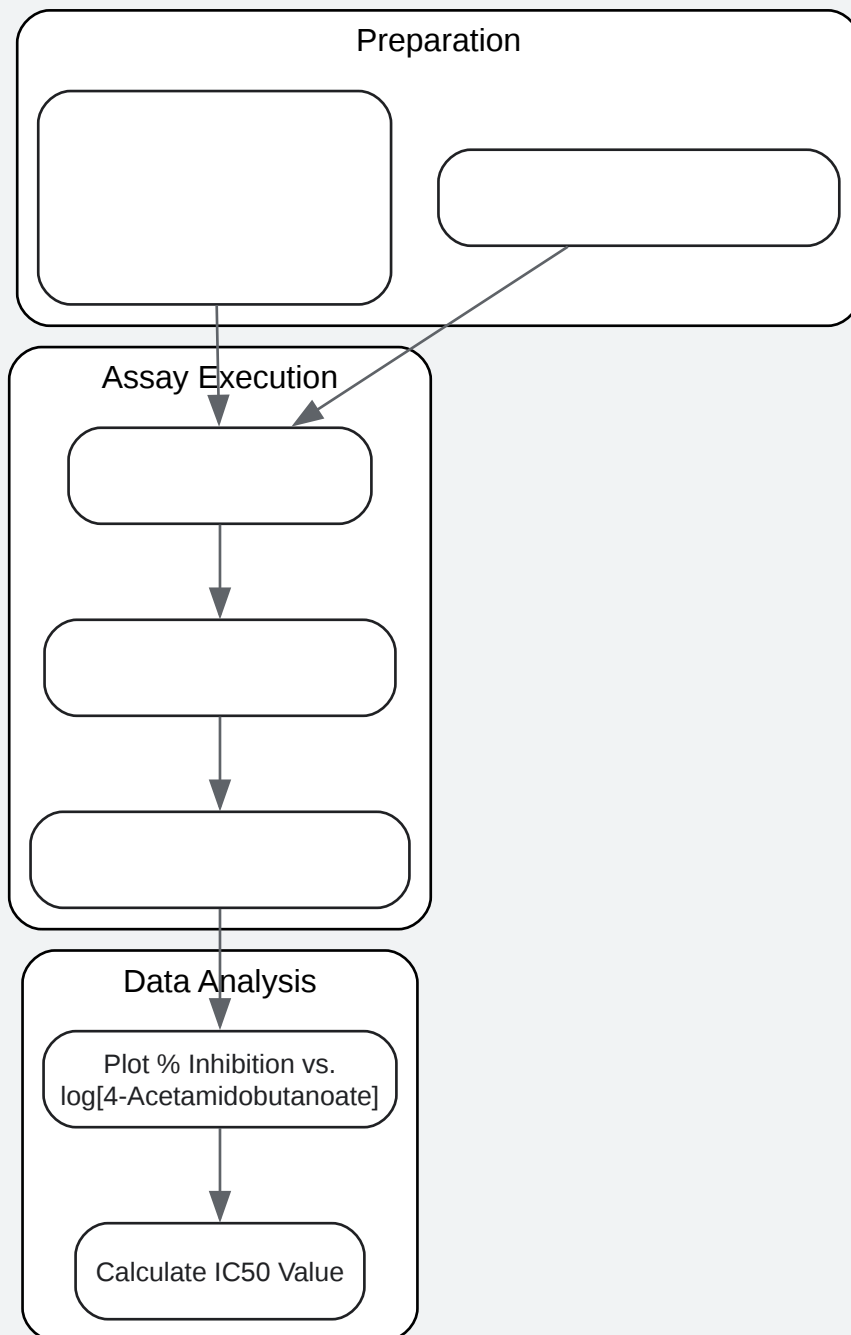 Preparation
Assay Execution
Data Analysis
Plot % Inhibition vs.
log[4-Acetamidobutanoate]
Calculate IC50 Value